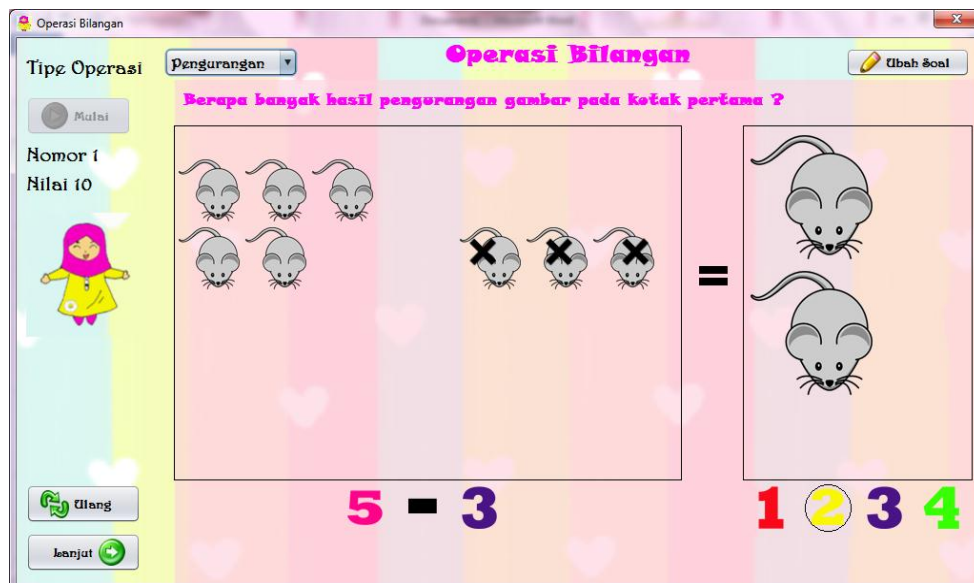 Operasi Bilangan
Tipe Operasi
Pengurangan
Operasi Bilangan
Ubah Soal
Berapa banyak hasil pengurangan gambar pada kotak pertama ?
Mulai
Nomor 1
Nilai 10
=
Ulang
5 - 3
1 2 3 4
Lanjut